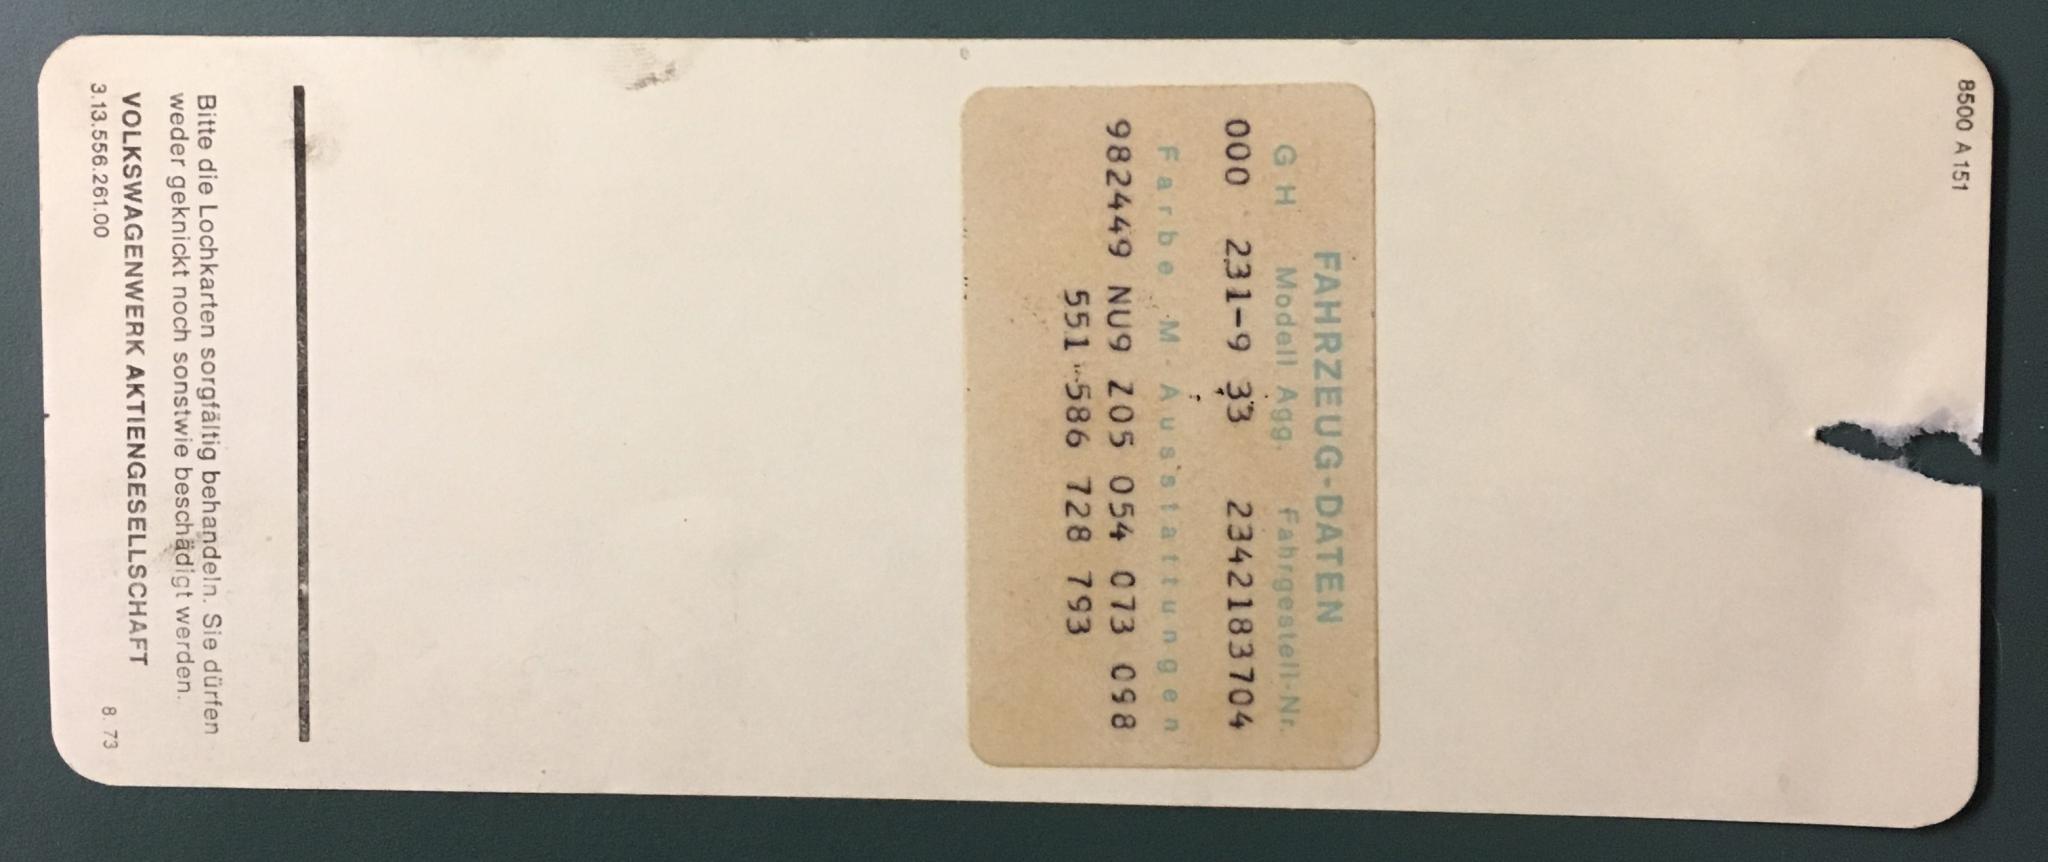 8500 A 151
FAHRZEUG-DATEN
G H Modell Agg. Fahrgestell-Nr.
000 231-9 33 2342183704
Farbe M-Ausstattungen
982449 NU9 Z05 054 073 098
551 586 728 793
Bitte die Lochkarten sorgfältig behandeln. Sie dürfen
weder geknickt noch sonstwie beschädigt werden.
VOLKSWAGENWERK AKTIENGESELLSCHAFT
3.13.556.261.00 8. 73